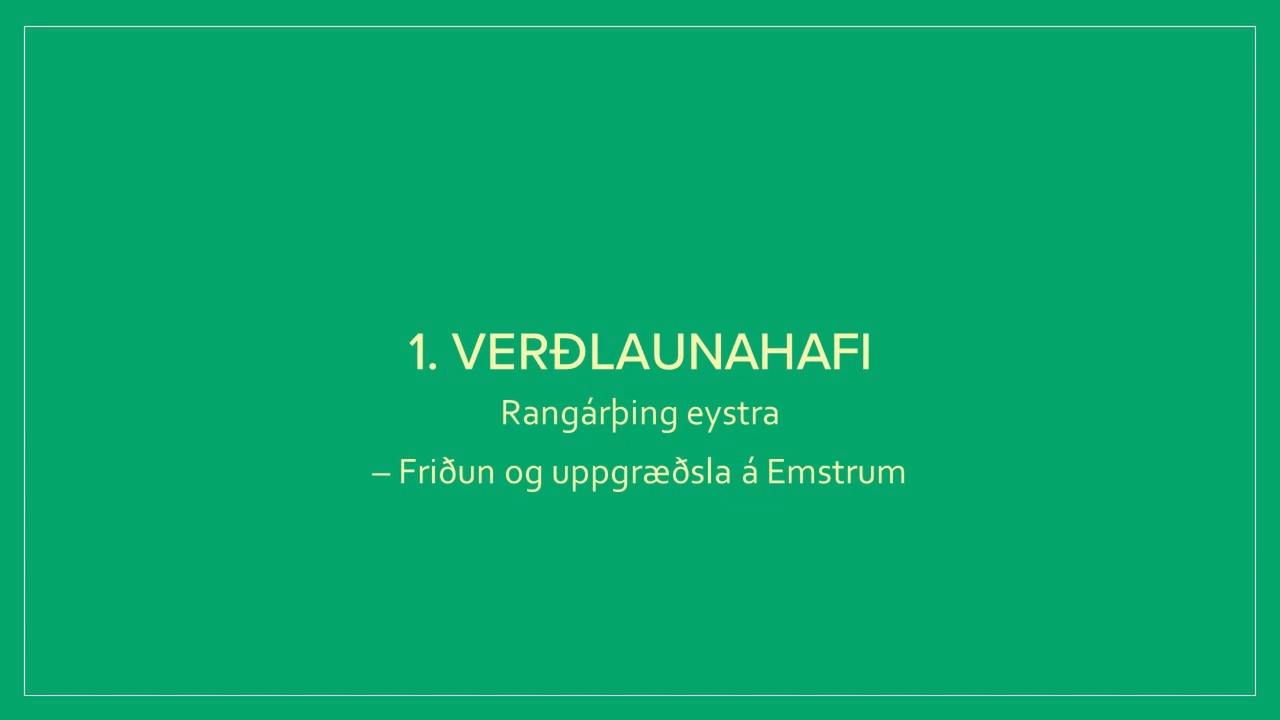 1. VERÐLAUNAHAFI
Rangárþing eystra
– Friðun og uppgræðsla á Emstrum